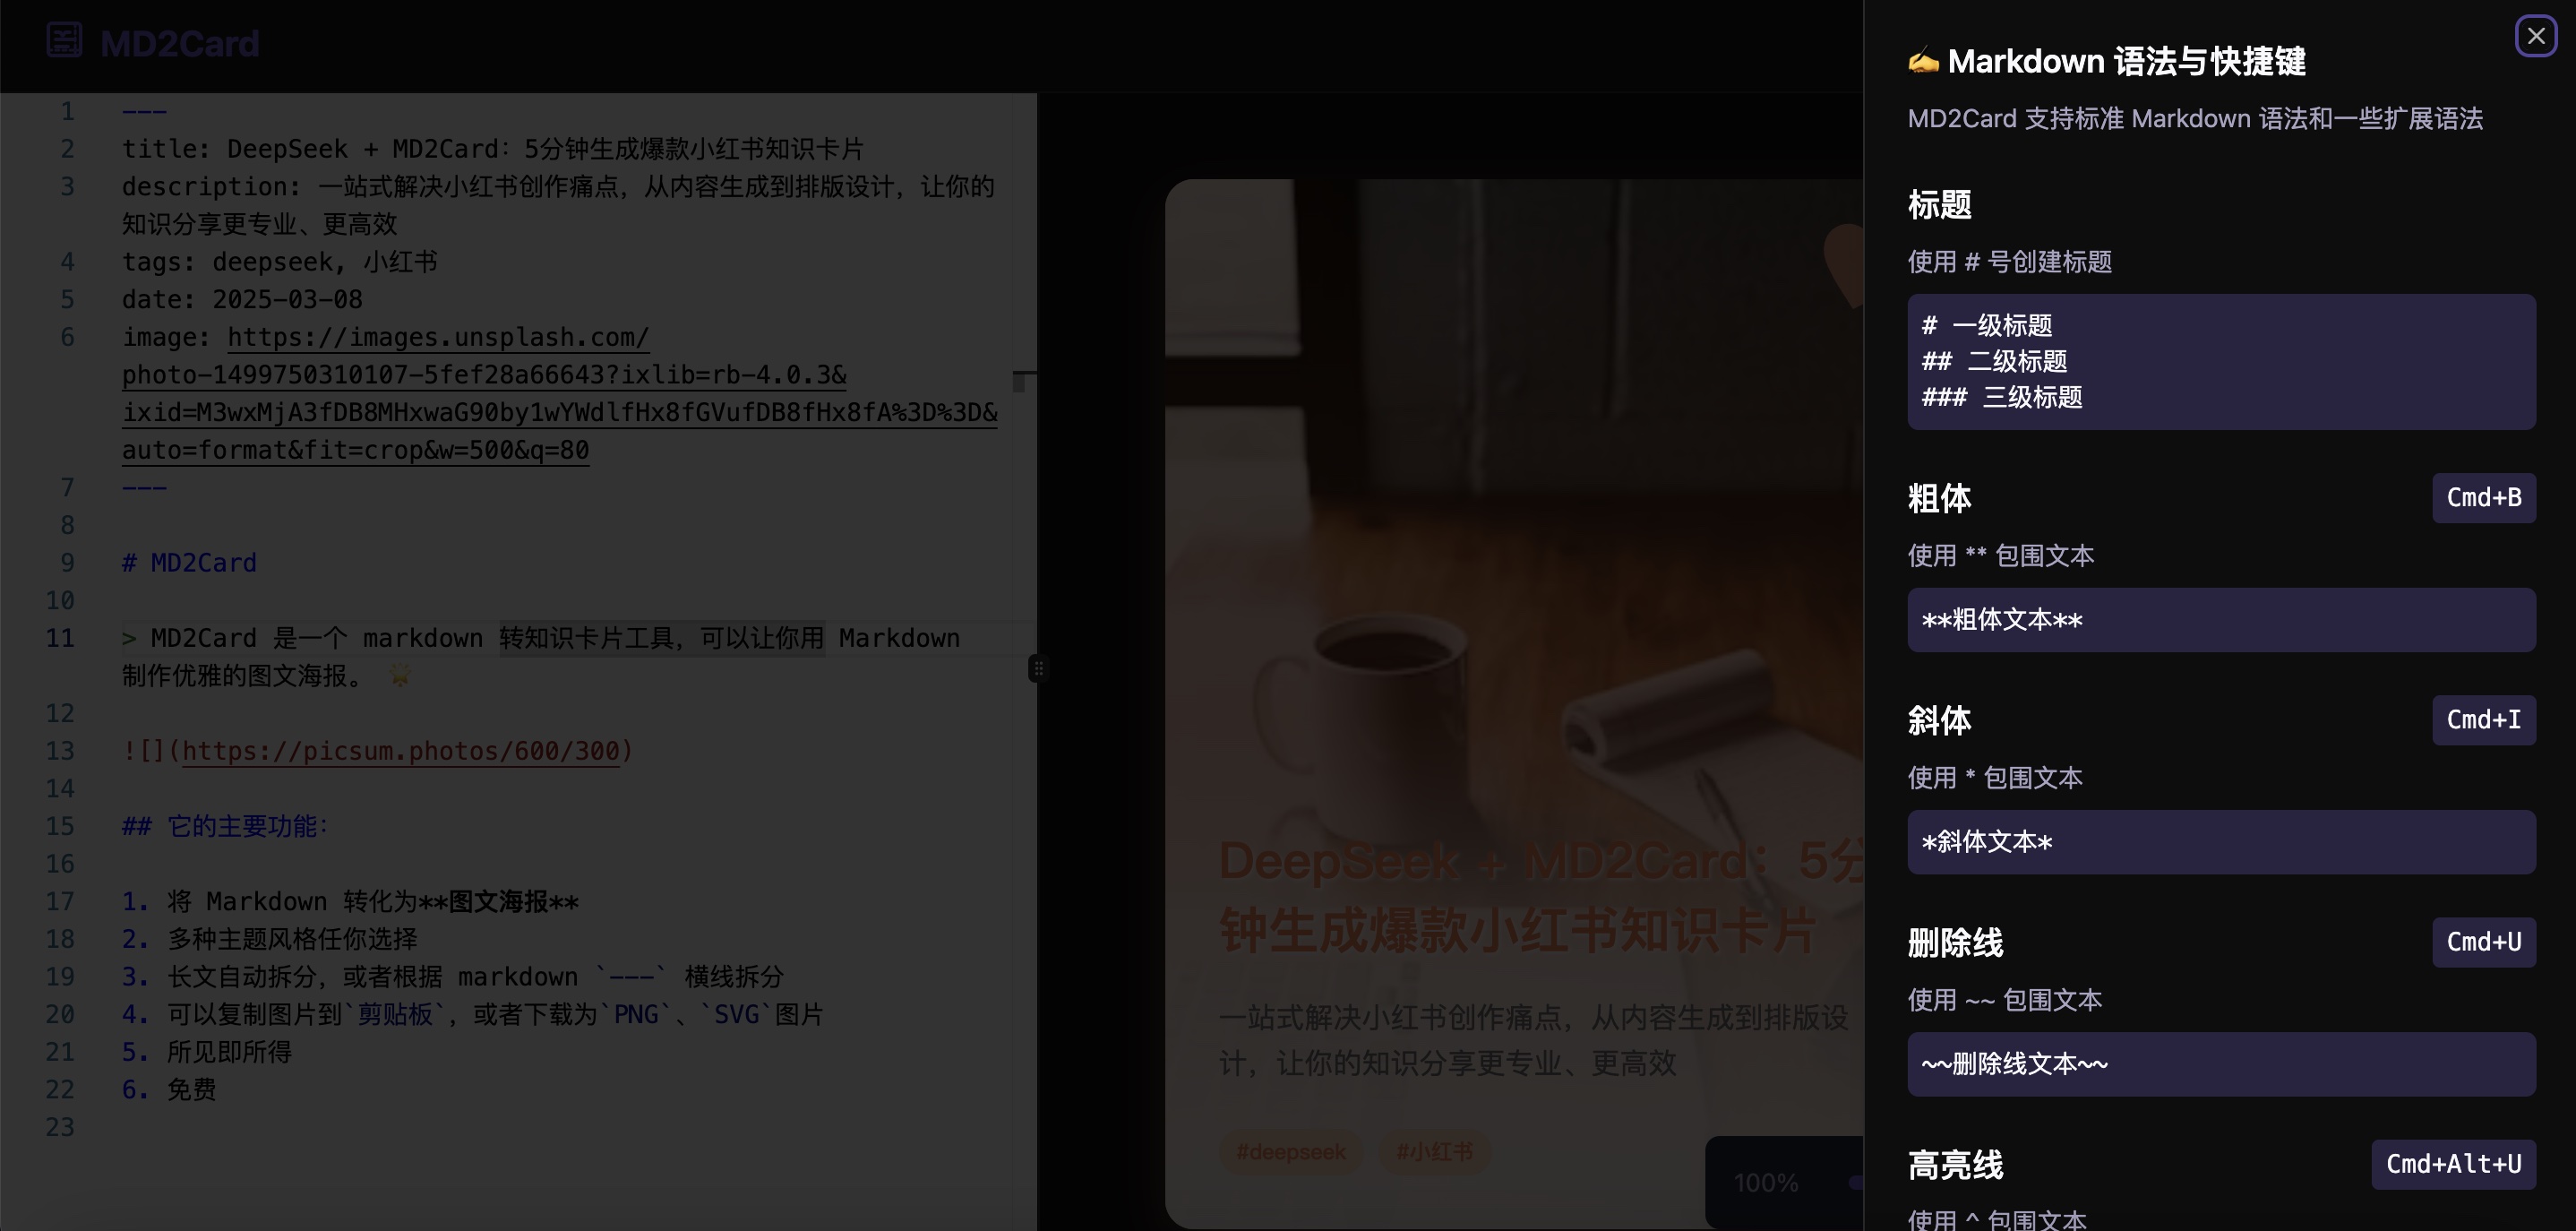 MD2Card
1 ---
2 title: DeepSeek + MD2Card：5分钟生成爆款小红书知识卡片
3 description: 一站式解决小红书创作痛点，从内容生成到排版设计，让你的
知识分享更专业、更高效
4 tags: deepseek, 小红书
5 date: 2025-03-08
6 image: https://images.unsplash.com/
photo-1499750310107-5fef28a66643?ixlib=rb-4.0.3&
ixid=M3wxMjA3fDB8MHxwaG90by1wYWdlfHx8fGVufDB8fHx8fA%3D%3D&
auto=format&fit=crop&w=500&q=80
7 ---
8
9 # MD2Card
10
11 > MD2Card 是一个 markdown 转知识卡片工具，可以让你用 Markdown
制作优雅的图文海报。 🌟
12
13 ![](https://picsum.photos/600/300)
14
15 ## 它的主要功能：
16
17 1. 将 Markdown 转化为**图文海报**
18 2. 多种主题风格任你选择
19 3. 长文自动拆分，或者根据 markdown `---` 横线拆分
20 4. 可以复制图片到`剪贴板`，或者下载为`PNG`、`SVG`图片
21 5. 所见即所得
22 6. 免费
23
DeepSeek + MD2Card：5分
钟生成爆款小红书知识卡片
一站式解决小红书创作痛点，从内容生成到排版设
计，让你的知识分享更专业、更高效
#deepseek #小红书
100%
✍️ Markdown 语法与快捷键
MD2Card 支持标准 Markdown 语法和一些扩展语法
标题
使用 # 号创建标题
# 一级标题
## 二级标题
### 三级标题
粗体 Cmd+B
使用 ** 包围文本
**粗体文本**
斜体 Cmd+I
使用 * 包围文本
*斜体文本*
删除线 Cmd+U
使用 ~~ 包围文本
~~删除线文本~~
高亮线 Cmd+Alt+U
使用 ^ 包围文本